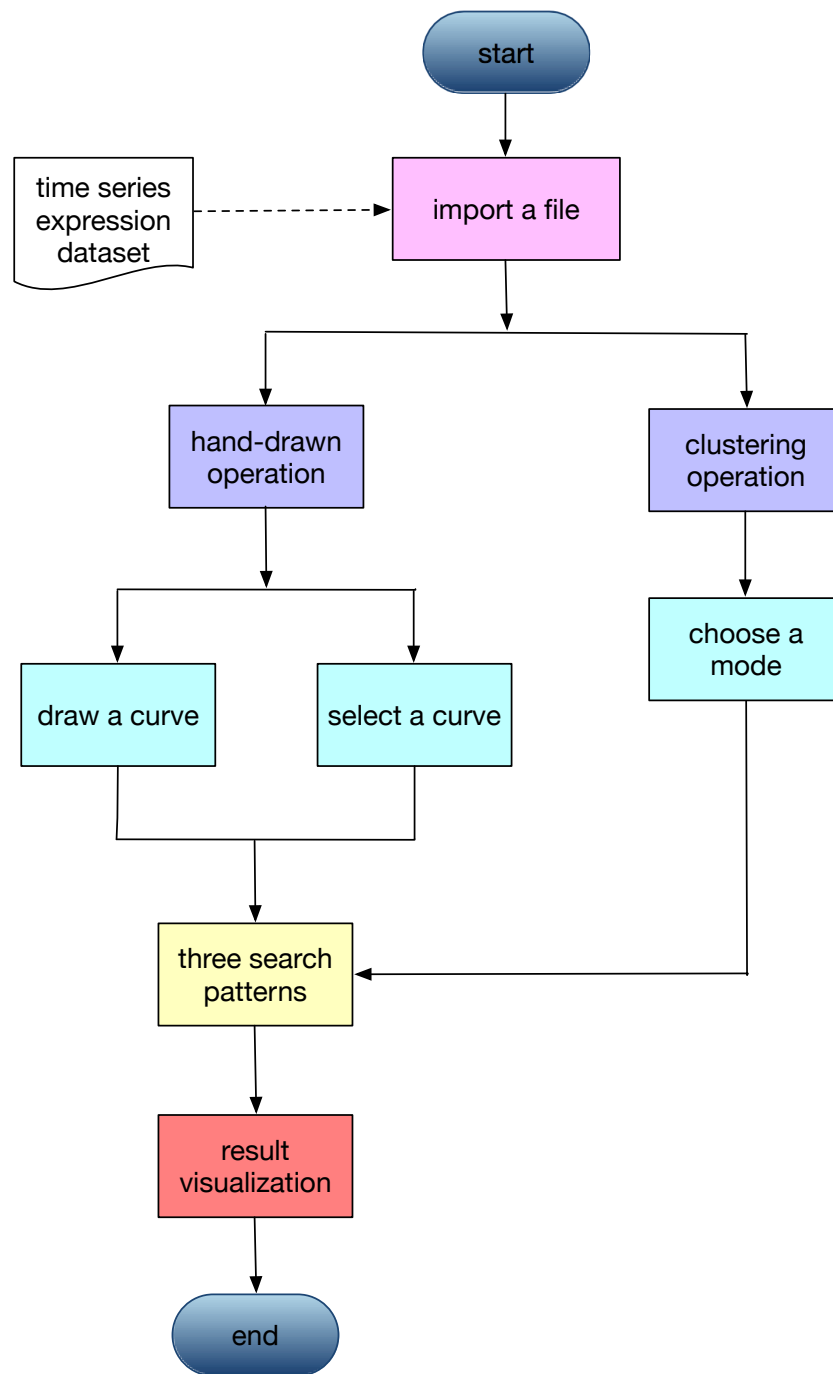 start
time series
expression
dataset
import a file
hand-drawn
operation
clustering
operation
choose a
mode
draw a curve
select a curve
three search
patterns
result
visualization
end